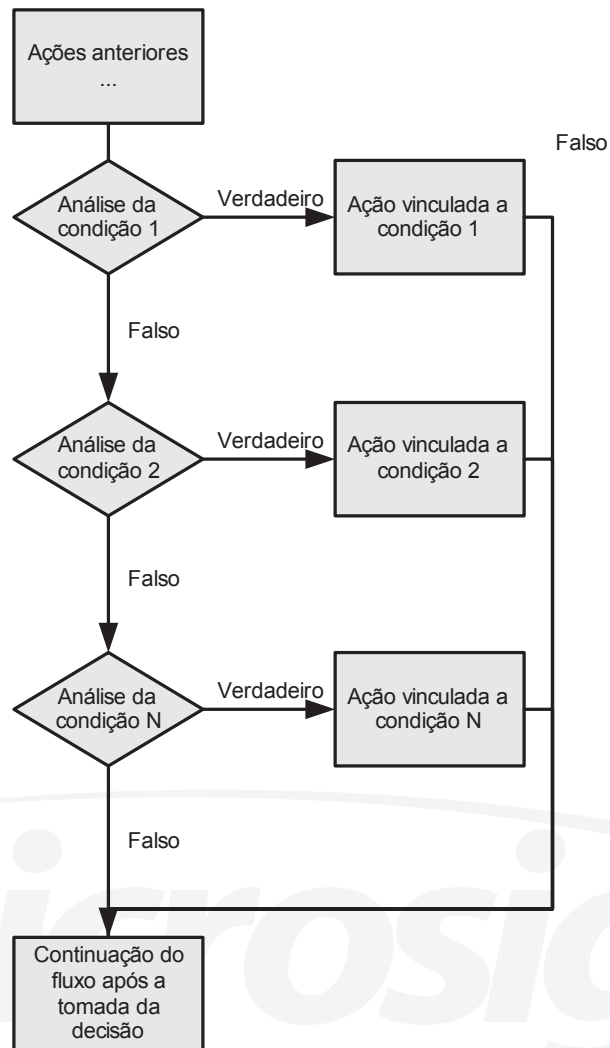 Ações anteriores
...
Falso
Análise da
condição 1
Verdadeiro
Ação vinculada a
condição 1
Falso
Análise da
condição 2
Verdadeiro
Ação vinculada a
condição 2
Falso
Análise da
condição N
Verdadeiro
Ação vinculada a
condição N
Falso
Continuação do
fluxo após a
tomada da
decisão